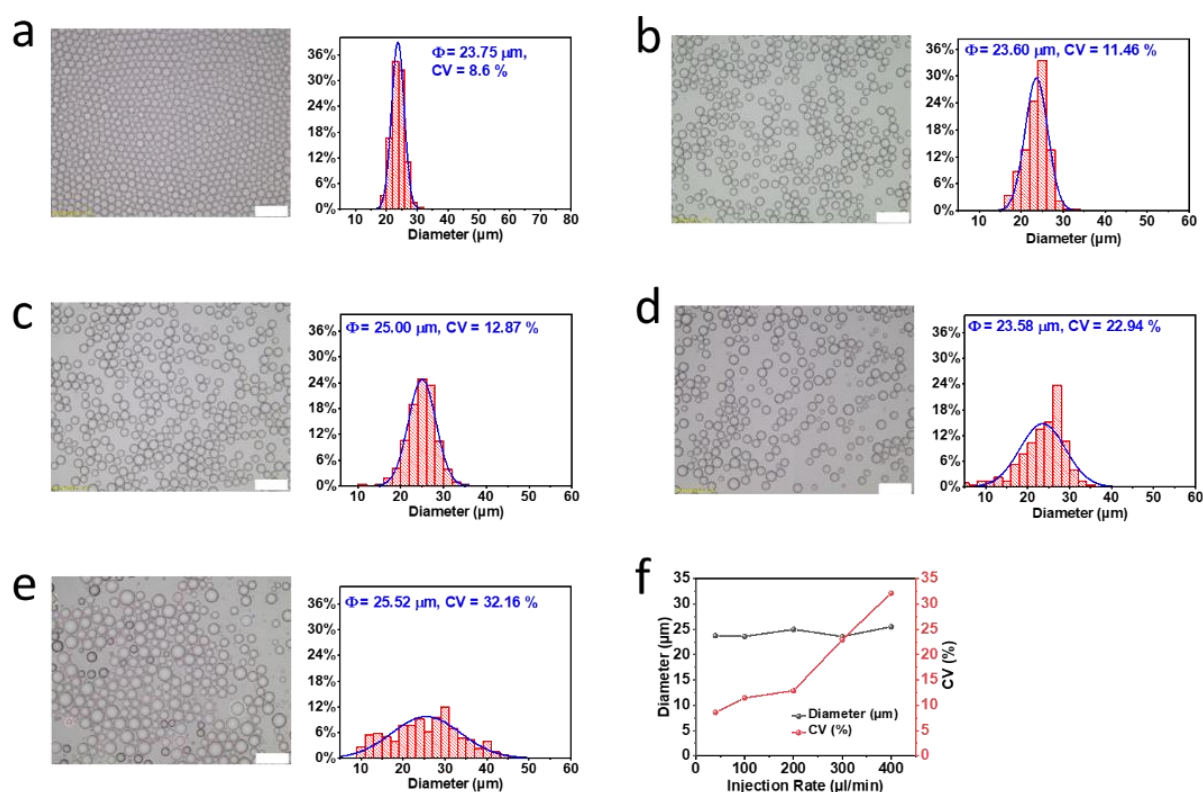 a
Φ = 23.75 μm,
CV = 8.6 %
36%
30%
24%
18%
12%
6%
0%
10 20 30 40 50 60 70 80
Diameter (μm)
b
Φ = 23.60 μm, CV = 11.46 %
36%
30%
24%
18%
12%
6%
0%
10 20 30 40 50 60
Diameter (μm)
c
Φ = 25.00 μm, CV = 12.87 %
36%
30%
24%
18%
12%
6%
0%
10 20 30 40 50 60
Diameter (μm)
d
Φ = 23.58 μm, CV = 22.94 %
36%
30%
24%
18%
12%
6%
0%
10 20 30 40 50 60
Diameter (μm)
e
Φ = 25.52 μm, CV = 32.16 %
36%
30%
24%
18%
12%
6%
0%
10 20 30 40 50 60
Diameter (μm)
f
35 35
30 30
25 25
20 20
15 15
10 10
5 5
0 0
Diameter (μm)
CV (%)
Diameter (μm)
CV (%)
100 200 300 400
Injection Rate (μl/min)